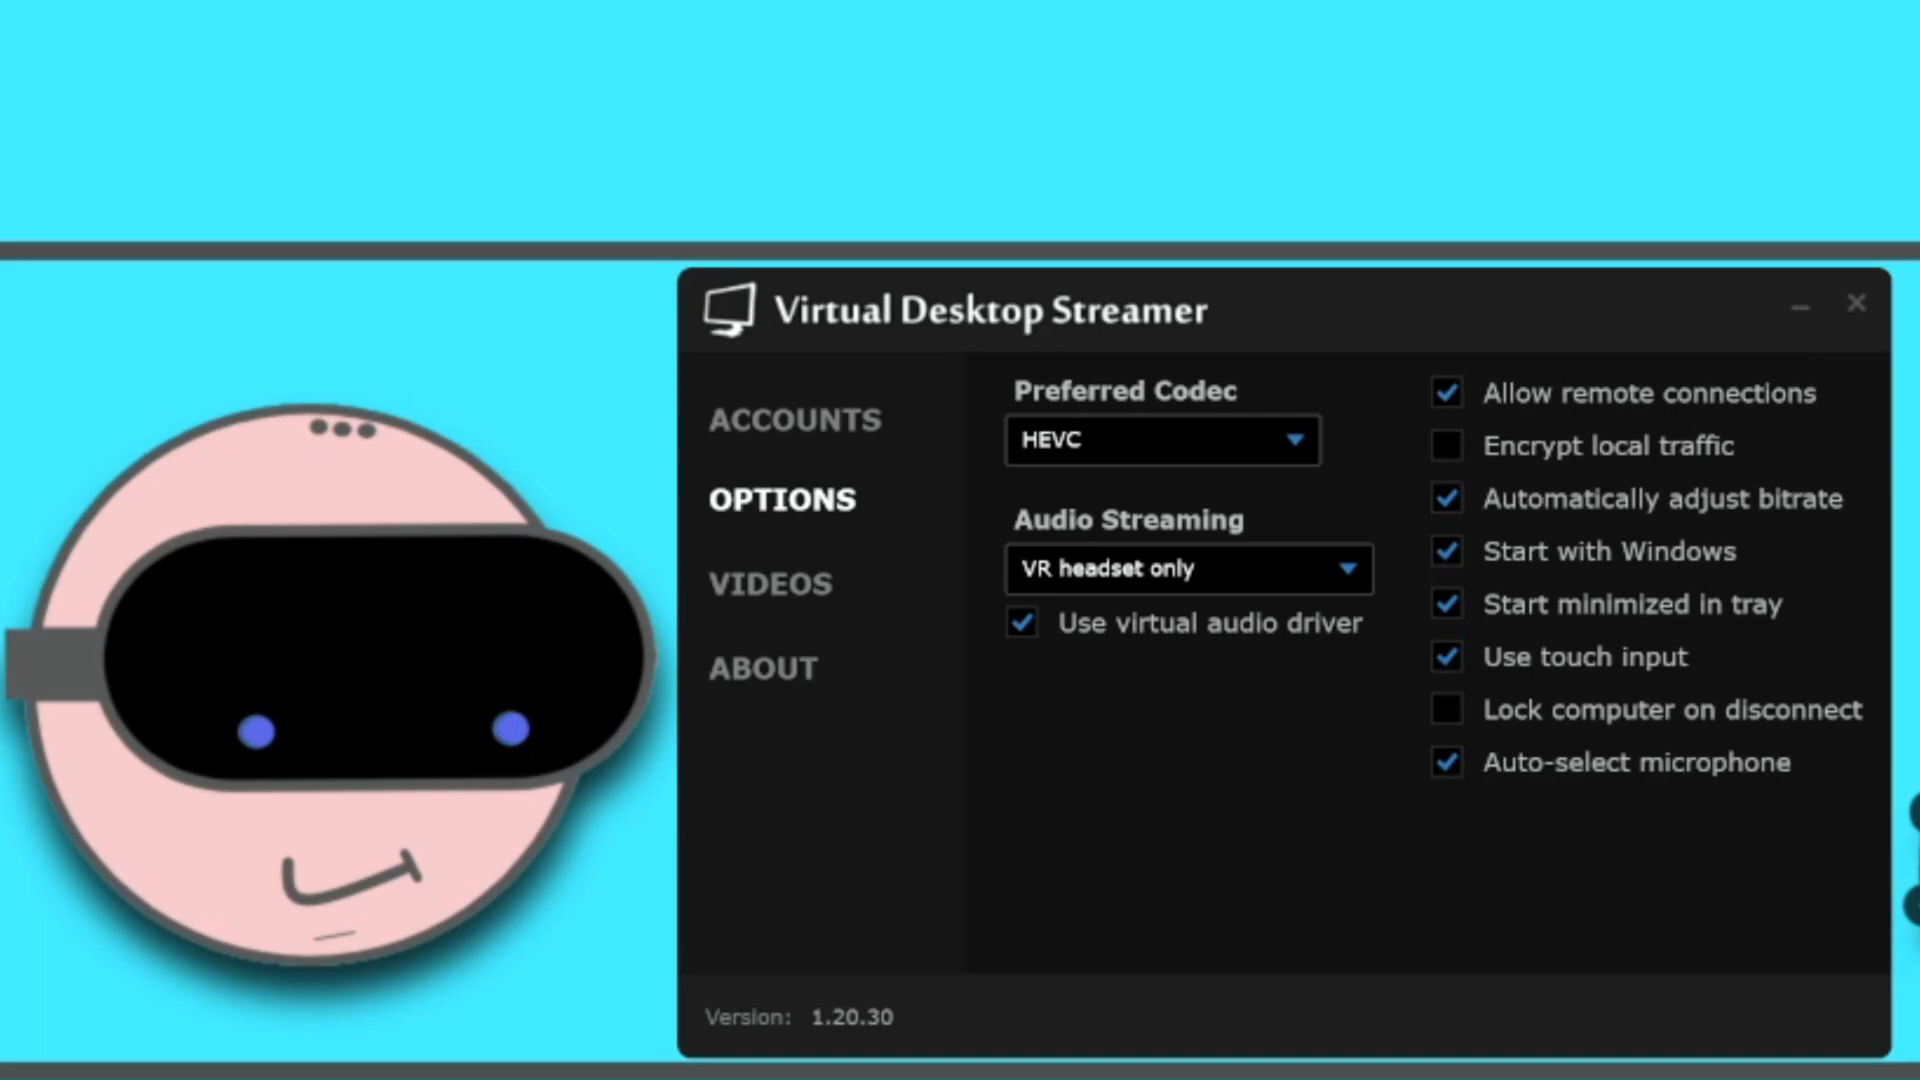 Virtual Desktop Streamer
ACCOUNTS
OPTIONS
VIDEOS
ABOUT
Preferred Codec
HEVC
Audio Streaming
VR headset only
Use virtual audio driver
Allow remote connections
Encrypt local traffic
Automatically adjust bitrate
Start with Windows
Start minimized in tray
Use touch input
Lock computer on disconnect
Auto-select microphone
Version: 1.20.30